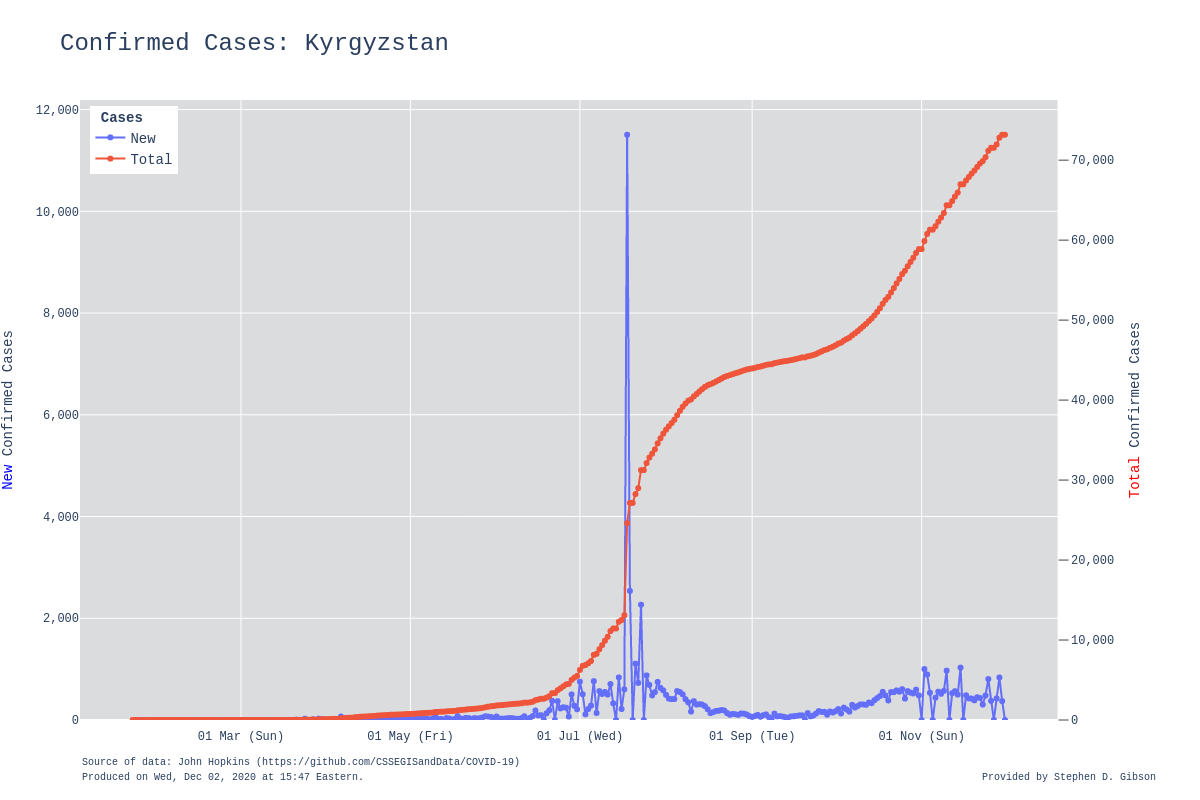 Confirmed Cases: Kyrgyzstan
Cases
New
Total
12,000
10,000
8,000
6,000
4,000
2,000
0
New Confirmed Cases
70,000
60,000
50,000
40,000
30,000
20,000
10,000
0
Total Confirmed Cases
01 Mar (Sun) 01 May (Fri) 01 Jul (Wed) 01 Sep (Tue) 01 Nov (Sun)
Source of data: John Hopkins (https://github.com/CSSEGISandData/COVID-19)
Produced on Wed, Dec 02, 2020 at 15:47 Eastern.
Provided by Stephen D. Gibson